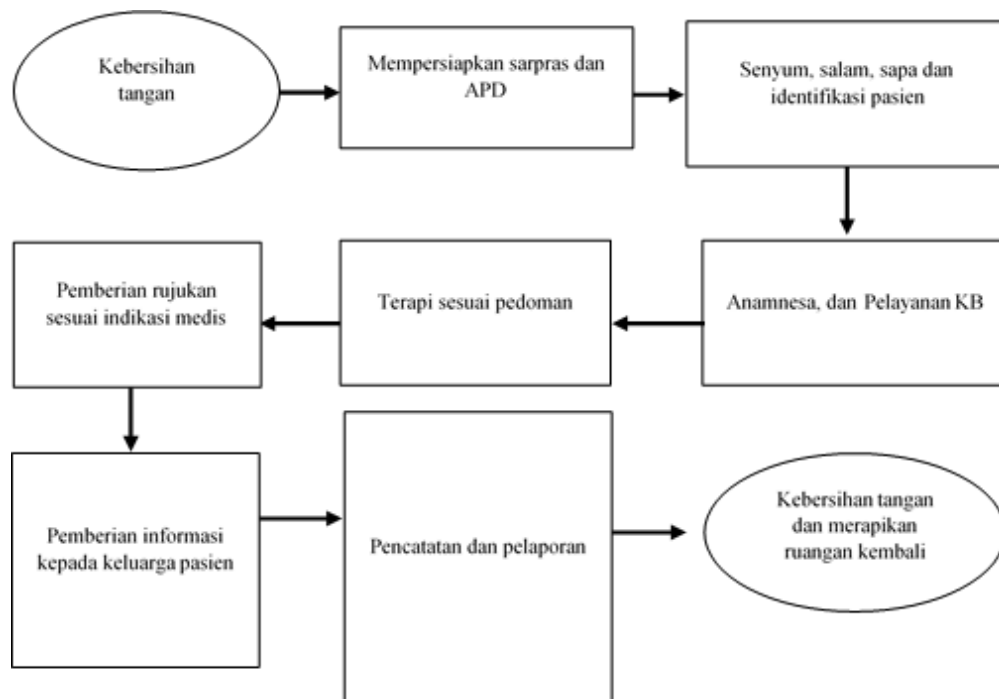 Kebersihan
tangan
Mempersiapkan sarpras dan
APD
Senyum, salam, sapa dan
identifikasi pasien
Anamnesa, dan Pelayanan KB
Terapi sesuai pedoman
Pemberian rujukan
sesuai indikasi medis
Pemberian informasi
kepada keluarga pasien
Pencatatan dan pelaporan
Kebersihan tangan
dan merapikan
ruangan kembali